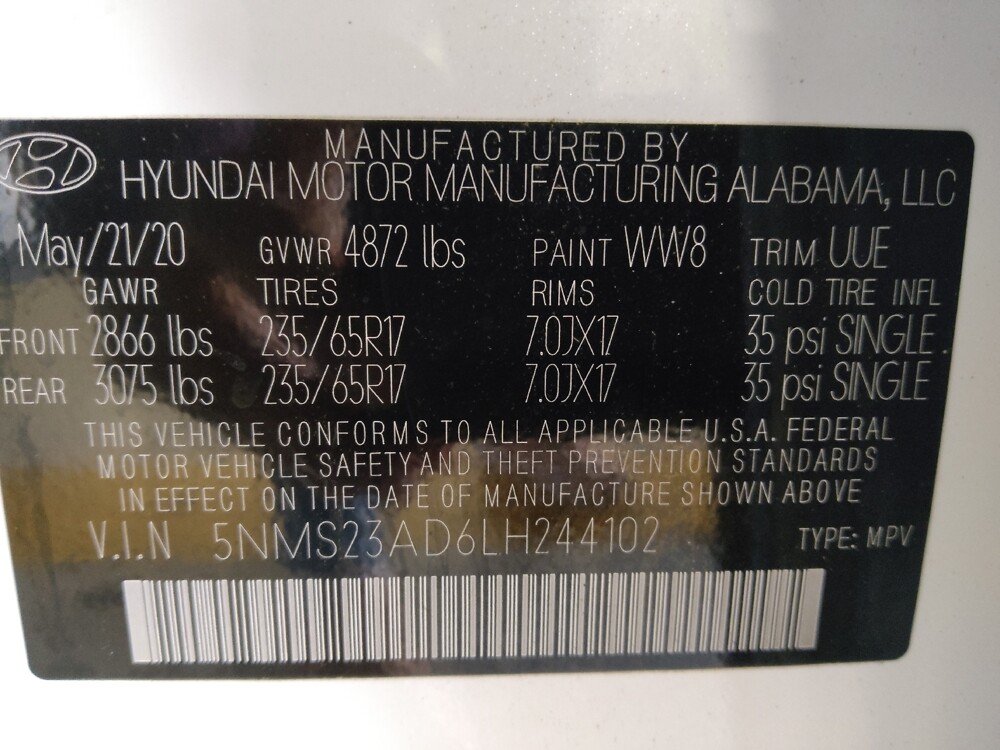 MANUFACTURED BY
HYUNDAI MOTOR MANUFACTURING ALABAMA, LLC
May/21/20 GVWR 4872 lbs PAINT WW8 TRIM UUE
GAWR TIRES RIMS COLD TIRE INFL
FRONT 2866 lbs 235/65R17 7.0JX17 35 psi SINGLE.
REAR 3075 lbs 235/65R17 7.0JX17 35 psi SINGLE
THIS VEHICLE CONFORMS TO ALL APPLICABLE U.S.A. FEDERAL
MOTOR VEHICLE SAFETY AND THEFT PREVENTION STANDARDS
IN EFFECT ON THE DATE OF MANUFACTURE SHOWN ABOVE
V.I.N 5NMS23AD6LH244102 TYPE: MPV